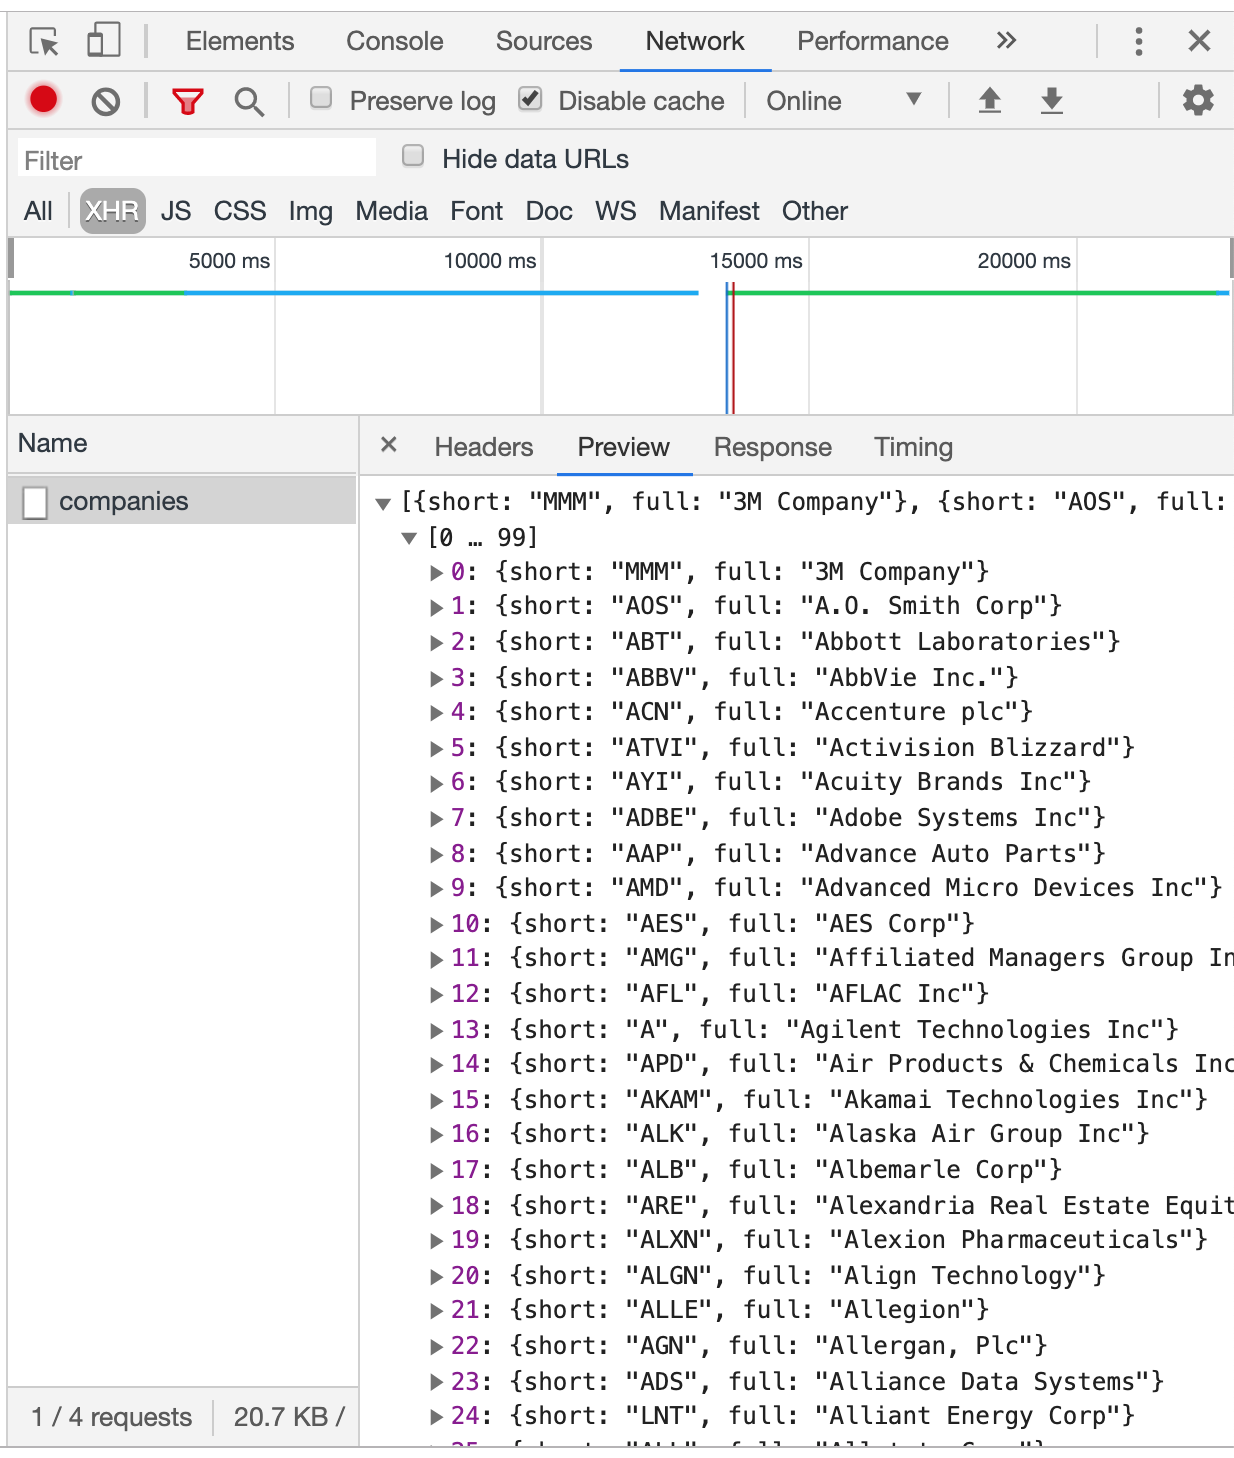 Elements Console Sources Network Performance »
Preserve log Disable cache Online
Filter Hide data URLs
All XHR JS CSS Img Media Font Doc WS Manifest Other
5000 ms 10000 ms 15000 ms 20000 ms
Name
companies
1 / 4 requests 20.7 KB /
× Headers Preview Response Timing
[{short: "MMM", full: "3M Company"}, {short: "AOS", full:
[0 … 99]
0: {short: "MMM", full: "3M Company"}
1: {short: "AOS", full: "A.O. Smith Corp"}
2: {short: "ABT", full: "Abbott Laboratories"}
3: {short: "ABBV", full: "AbbVie Inc."}
4: {short: "ACN", full: "Accenture plc"}
5: {short: "ATVI", full: "Activision Blizzard"}
6: {short: "AYI", full: "Acuity Brands Inc"}
7: {short: "ADBE", full: "Adobe Systems Inc"}
8: {short: "AAP", full: "Advance Auto Parts"}
9: {short: "AMD", full: "Advanced Micro Devices Inc"}
10: {short: "AES", full: "AES Corp"}
11: {short: "AMG", full: "Affiliated Managers Group In
12: {short: "AFL", full: "AFLAC Inc"}
13: {short: "A", full: "Agilent Technologies Inc"}
14: {short: "APD", full: "Air Products & Chemicals Inc
15: {short: "AKAM", full: "Akamai Technologies Inc"}
16: {short: "ALK", full: "Alaska Air Group Inc"}
17: {short: "ALB", full: "Albemarle Corp"}
18: {short: "ARE", full: "Alexandria Real Estate Equit
19: {short: "ALXN", full: "Alexion Pharmaceuticals"}
20: {short: "ALGN", full: "Align Technology"}
21: {short: "ALLE", full: "Allegion"}
22: {short: "AGN", full: "Allergan, Plc"}
23: {short: "ADS", full: "Alliance Data Systems"}
24: {short: "LNT", full: "Alliant Energy Corp"}